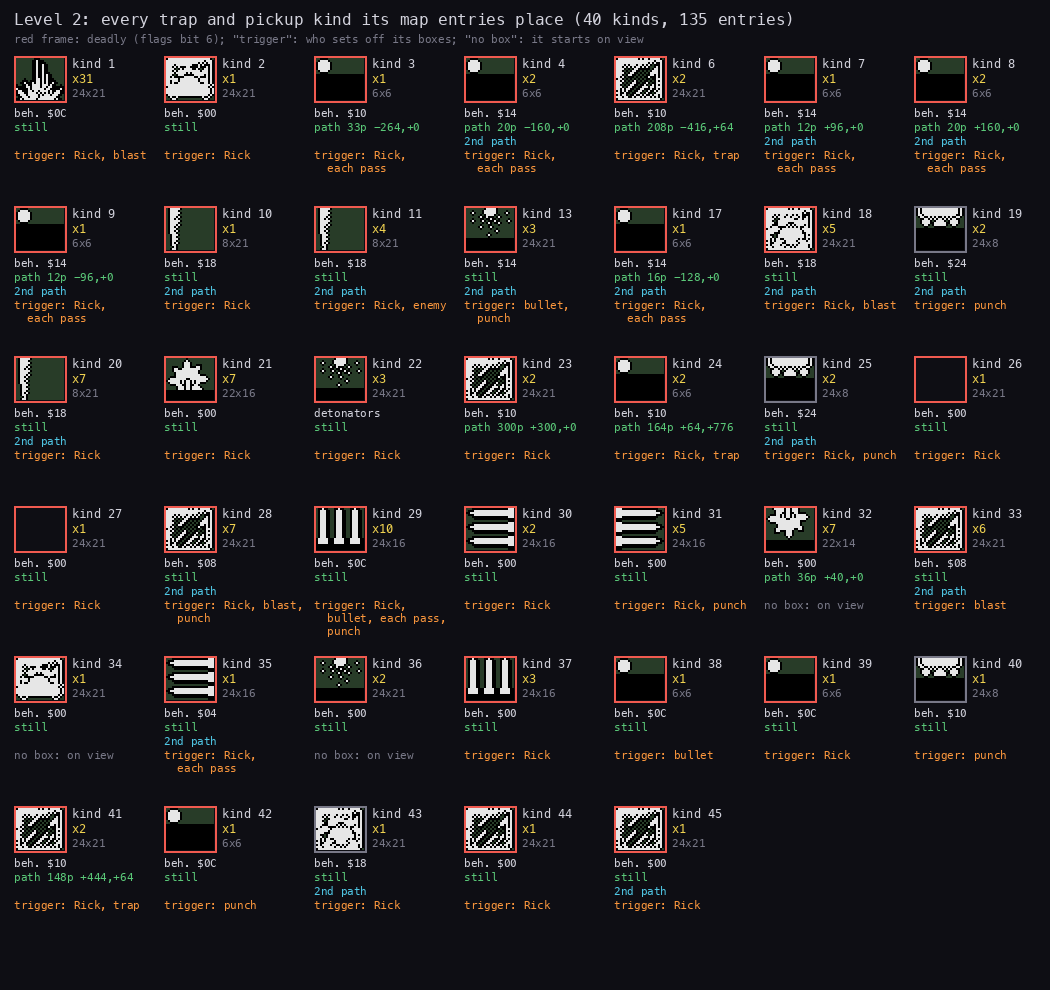 Level 2: every trap and pickup kind its map entries place (40 kinds, 135 entries)
red frame: deadly (flags bit 6); "trigger": who sets off its boxes; "no box": it starts on view
kind 1
x31
24x21
beh. $0C
still
trigger: Rick, blast
kind 2
x1
24x21
beh. $00
still
trigger: Rick
kind 3
x1
6x6
beh. $10
path 33p −264,+0
trigger: Rick,
each pass
kind 4
x2
6x6
beh. $14
path 20p −160,+0
2nd path
trigger: Rick,
each pass
kind 6
x2
24x21
beh. $10
path 208p −416,+64
trigger: Rick, trap
kind 7
x1
6x6
beh. $14
path 12p +96,+0
2nd path
trigger: Rick,
each pass
kind 8
x2
6x6
beh. $14
path 20p +160,+0
2nd path
trigger: Rick,
each pass
kind 9
x1
6x6
beh. $14
path 12p −96,+0
2nd path
trigger: Rick,
each pass
kind 10
x1
8x21
beh. $18
still
2nd path
trigger: Rick
kind 11
x4
8x21
beh. $18
still
2nd path
trigger: Rick, enemy
kind 13
x3
24x21
beh. $14
still
2nd path
trigger: bullet,
punch
kind 17
x1
6x6
beh. $14
path 16p −128,+0
2nd path
trigger: Rick,
each pass
kind 18
x5
24x21
beh. $18
still
2nd path
trigger: Rick, blast
kind 19
x2
24x8
beh. $24
still
2nd path
trigger: punch
kind 20
x7
8x21
beh. $18
still
2nd path
trigger: Rick
kind 21
x7
22x16
beh. $00
still
trigger: Rick
kind 22
x3
24x21
detonators
still
trigger: Rick
kind 23
x2
24x21
beh. $10
path 300p +300,+0
trigger: Rick
kind 24
x2
6x6
beh. $10
path 164p +64,+776
trigger: Rick, trap
kind 25
x2
24x8
beh. $24
still
2nd path
trigger: Rick, punch
kind 26
x1
24x21
beh. $00
still
trigger: Rick
kind 27
x1
24x21
beh. $00
still
trigger: Rick
kind 28
x7
24x21
beh. $08
still
2nd path
trigger: Rick, blast,
punch
kind 29
x10
24x16
beh. $0C
still
trigger: Rick,
bullet, each pass,
punch
kind 30
x2
24x16
beh. $00
still
trigger: Rick
kind 31
x5
24x16
beh. $00
still
trigger: Rick, punch
kind 32
x7
22x14
beh. $00
path 36p +40,+0
no box: on view
kind 33
x6
24x21
beh. $08
still
2nd path
trigger: blast
kind 34
x1
24x21
beh. $00
still
no box: on view
kind 35
x1
24x16
beh. $04
still
2nd path
trigger: Rick,
each pass
kind 36
x2
24x21
beh. $00
still
no box: on view
kind 37
x3
24x16
beh. $00
still
trigger: Rick
kind 38
x1
6x6
beh. $0C
still
trigger: bullet
kind 39
x1
6x6
beh. $0C
still
trigger: Rick
kind 40
x1
24x8
beh. $10
still
trigger: punch
kind 41
x2
24x21
beh. $10
path 148p +444,+64
trigger: Rick, trap
kind 42
x1
6x6
beh. $0C
still
trigger: punch
kind 43
x1
24x21
beh. $18
still
2nd path
trigger: Rick
kind 44
x1
24x21
beh. $00
still
trigger: Rick
kind 45
x1
24x21
beh. $00
still
2nd path
trigger: Rick